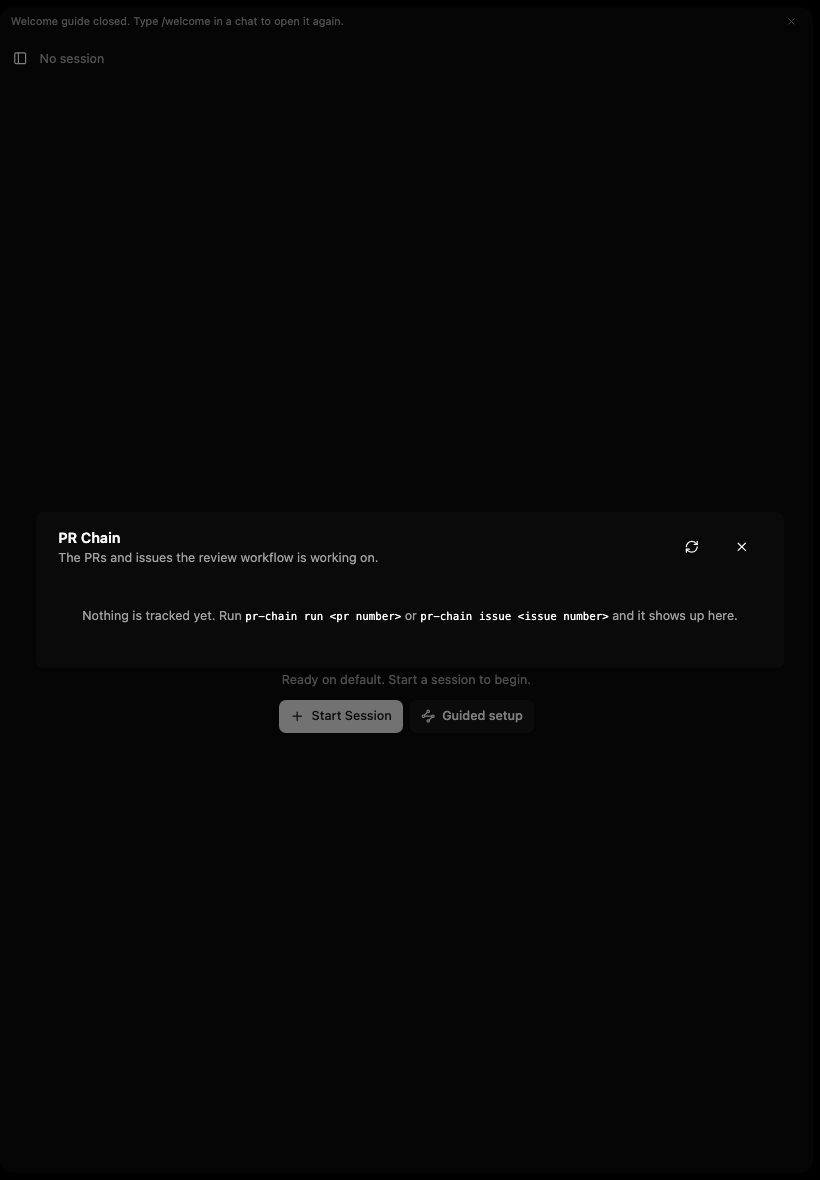 Welcome guide closed. Type /welcome in a chat to open it again.
No session
PR Chain
The PRs and issues the review workflow is working on.
Nothing is tracked yet. Run pr-chain run <pr number> or pr-chain issue <issue number> and it shows up here.
Ready on default. Start a session to begin.
Start Session
Guided setup